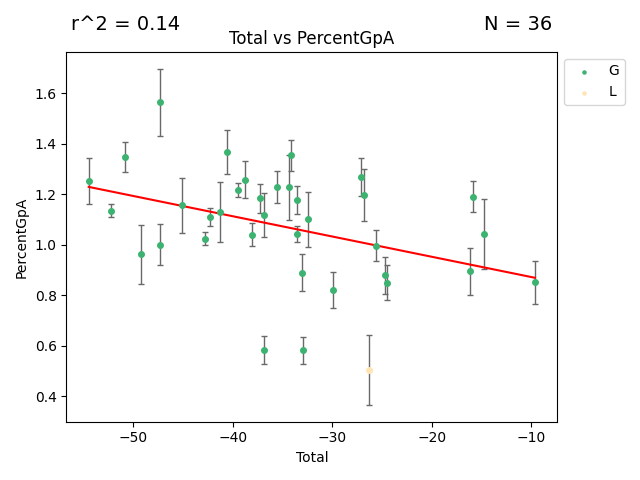 r^2 = 0.14
N = 36
Total vs PercentGpA
G
L
PercentGpA
1.6
1.4
1.2
1.0
0.8
0.6
0.4
−50
−40
−30
−20
−10
Total